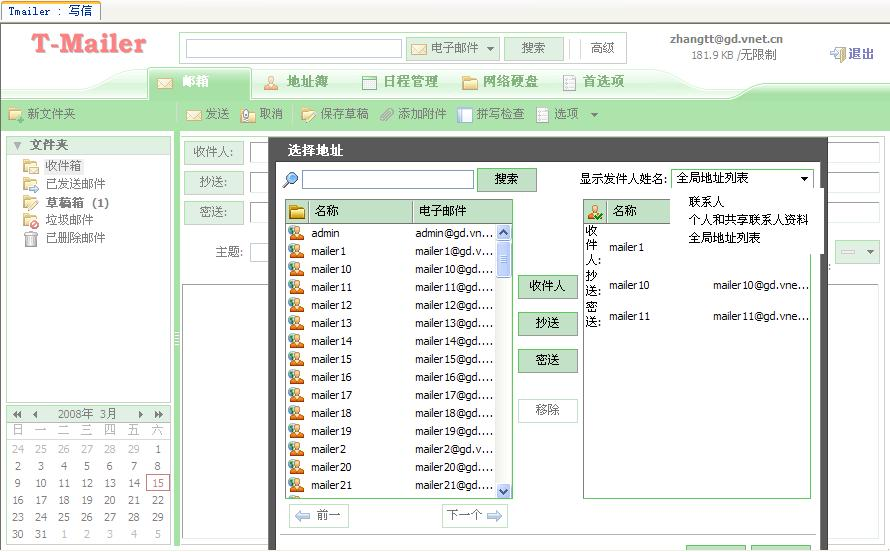 Tmailer : 写信
T-Mailer
电子邮件 搜索 高级
zhangtt@gd.vnet.cn
181.9 KB /无限制
退出
邮箱 地址簿 日程管理 网络硬盘 首选项
新文件夹 发送 取消 保存草稿 添加附件 拼写检查 选项
文件夹
收件箱
已发送邮件
草稿箱 (1)
垃圾邮件
已删除邮件
2008年 3月
日 一 二 三 四 五 六
24 25 26 27 28 29 1
2 3 4 5 6 7 8
9 10 11 12 13 14 15
16 17 18 19 20 21 22
23 24 25 26 27 28 29
30 31 1 2 3 4 5
收件人:
抄送:
密送:
主题:
选择地址
搜索 显示发件人姓名: 全局地址列表
联系人
个人和共享联系人资料
全局地址列表
名称 电子邮件
admin admin@gd.vn...
mailer1 mailer1@gd.v...
mailer10 mailer10@gd....
mailer11 mailer11@gd....
mailer12 mailer12@gd....
mailer13 mailer13@gd....
mailer14 mailer14@gd....
mailer15 mailer15@gd....
mailer16 mailer16@gd....
mailer17 mailer17@gd....
mailer18 mailer18@gd....
mailer19 mailer19@gd....
mailer2 mailer2@gd.v...
mailer20 mailer20@gd....
mailer21 mailer21@gd....
前一 下一个
收件人
抄送
密送
移除
名称
收件人: mailer1
抄送: mailer10 mailer10@gd.vne...
密送: mailer11 mailer11@gd.vne...